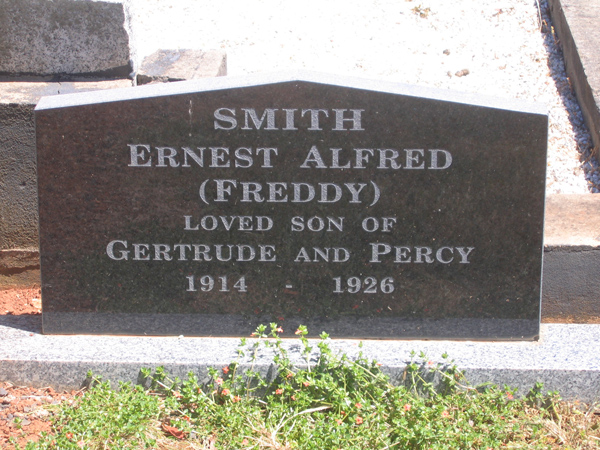 SMITH
ERNEST ALFRED
(FREDDY)
LOVED SON OF
GERTRUDE AND PERCY
1914 - 1926